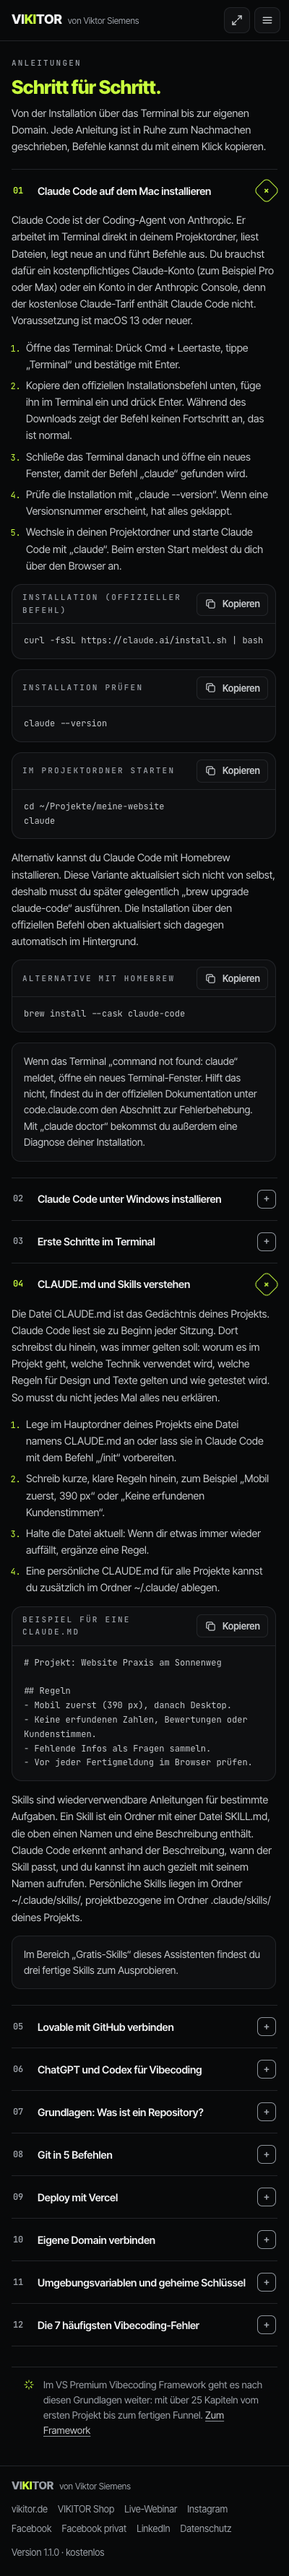 VIKITOR von Viktor Siemens
ANLEITUNGEN
Schritt für Schritt.
Von der Installation über das Terminal bis zur eigenen
Domain. Jede Anleitung ist in Ruhe zum Nachmachen
geschrieben, Befehle kannst du mit einem Klick kopieren.
01 Claude Code auf dem Mac installieren
Claude Code ist der Coding-Agent von Anthropic. Er
arbeitet im Terminal direkt in deinem Projektordner, liest
Dateien, legt neue an und führt Befehle aus. Du brauchst
dafür ein kostenpflichtiges Claude-Konto (zum Beispiel Pro
oder Max) oder ein Konto in der Anthropic Console, denn
der kostenlose Claude-Tarif enthält Claude Code nicht.
Voraussetzung ist macOS 13 oder neuer.
1. Öffne das Terminal: Drück Cmd + Leertaste, tippe
„Terminal“ und bestätige mit Enter.
2. Kopiere den offiziellen Installationsbefehl unten, füge
ihn im Terminal ein und drück Enter. Während des
Downloads zeigt der Befehl keinen Fortschritt an, das
ist normal.
3. Schließe das Terminal danach und öffne ein neues
Fenster, damit der Befehl „claude“ gefunden wird.
4. Prüfe die Installation mit „claude --version“. Wenn eine
Versionsnummer erscheint, hat alles geklappt.
5. Wechsle in deinen Projektordner und starte Claude
Code mit „claude“. Beim ersten Start meldest du dich
über den Browser an.
INSTALLATION (OFFIZIELLER
BEFEHL)
Kopieren
curl -fsSL https://claude.ai/install.sh | bash
INSTALLATION PRÜFEN
Kopieren
claude --version
IM PROJEKTORDNER STARTEN
Kopieren
cd ~/Projekte/meine-website
claude
Alternativ kannst du Claude Code mit Homebrew
installieren. Diese Variante aktualisiert sich nicht von selbst,
deshalb musst du später gelegentlich „brew upgrade
claude-code“ ausführen. Die Installation über den
offiziellen Befehl oben aktualisiert sich dagegen
automatisch im Hintergrund.
ALTERNATIVE MIT HOMEBREW
Kopieren
brew install --cask claude-code
Wenn das Terminal „command not found: claude“
meldet, öffne ein neues Terminal-Fenster. Hilft das
nicht, findest du in der offiziellen Dokumentation unter
code.claude.com den Abschnitt zur Fehlerbehebung.
Mit „claude doctor“ bekommst du außerdem eine
Diagnose deiner Installation.
02 Claude Code unter Windows installieren
03 Erste Schritte im Terminal
04 CLAUDE.md und Skills verstehen
Die Datei CLAUDE.md ist das Gedächtnis deines Projekts.
Claude Code liest sie zu Beginn jeder Sitzung. Dort
schreibst du hinein, was immer gelten soll: worum es im
Projekt geht, welche Technik verwendet wird, welche
Regeln für Design und Texte gelten und wie getestet wird.
So musst du nicht jedes Mal alles neu erklären.
1. Lege im Hauptordner deines Projekts eine Datei
namens CLAUDE.md an oder lass sie in Claude Code
mit dem Befehl „/init“ vorbereiten.
2. Schreib kurze, klare Regeln hinein, zum Beispiel „Mobil
zuerst, 390 px“ oder „Keine erfundenen
Kundenstimmen“.
3. Halte die Datei aktuell: Wenn dir etwas immer wieder
auffällt, ergänze eine Regel.
4. Eine persönliche CLAUDE.md für alle Projekte kannst
du zusätzlich im Ordner ~/.claude/ ablegen.
BEISPIEL FÜR EINE
CLAUDE.MD
Kopieren
# Projekt: Website Praxis am Sonnenweg
## Regeln
- Mobil zuerst (390 px), danach Desktop.
- Keine erfundenen Zahlen, Bewertungen oder
Kundenstimmen.
- Fehlende Infos als Fragen sammeln.
- Vor jeder Fertigmeldung im Browser prüfen.
Skills sind wiederverwendbare Anleitungen für bestimmte
Aufgaben. Ein Skill ist ein Ordner mit einer Datei SKILL.md,
die oben einen Namen und eine Beschreibung enthält.
Claude Code erkennt anhand der Beschreibung, wann der
Skill passt, und du kannst ihn auch gezielt mit seinem
Namen aufrufen. Persönliche Skills liegen im Ordner
~/.claude/skills/, projektbezogene im Ordner .claude/skills/
deines Projekts.
Im Bereich „Gratis-Skills“ dieses Assistenten findest du
drei fertige Skills zum Ausprobieren.
05 Lovable mit GitHub verbinden
06 ChatGPT und Codex für Vibecoding
07 Grundlagen: Was ist ein Repository?
08 Git in 5 Befehlen
09 Deploy mit Vercel
10 Eigene Domain verbinden
11 Umgebungsvariablen und geheime Schlüssel
12 Die 7 häufigsten Vibecoding-Fehler
Im VS Premium Vibecoding Framework geht es nach
diesen Grundlagen weiter: mit über 25 Kapiteln vom
ersten Projekt bis zum fertigen Funnel. Zum
Framework
VIKITOR von Viktor Siemens
vikitor.de VIKITOR Shop Live-Webinar Instagram
Facebook Facebook privat LinkedIn Datenschutz
Version 1.1.0 · kostenlos